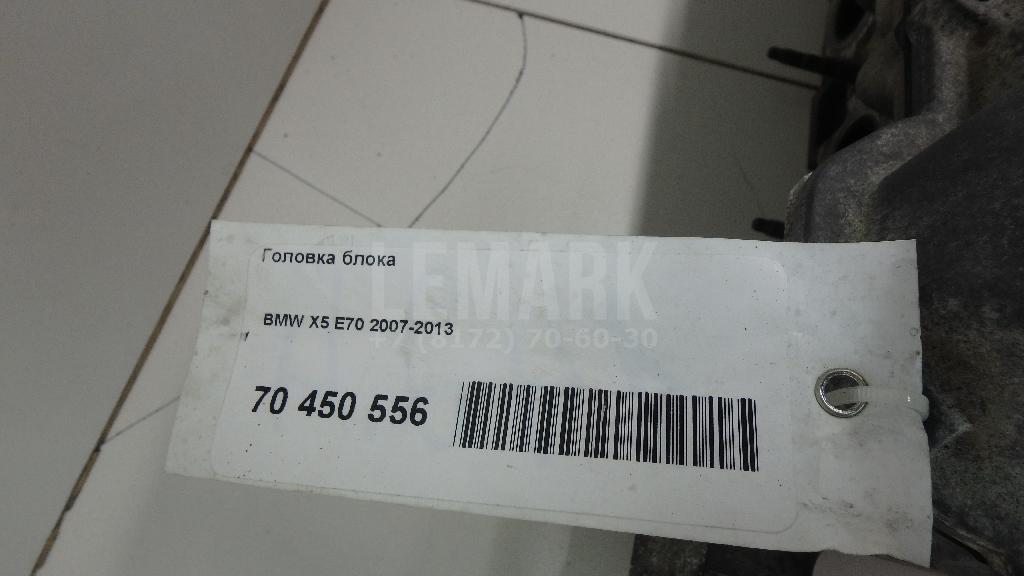 Головка блока
LEMARK
BMW X5 E70 2007-2013
+7 (8172) 70-60-30
70 450 556